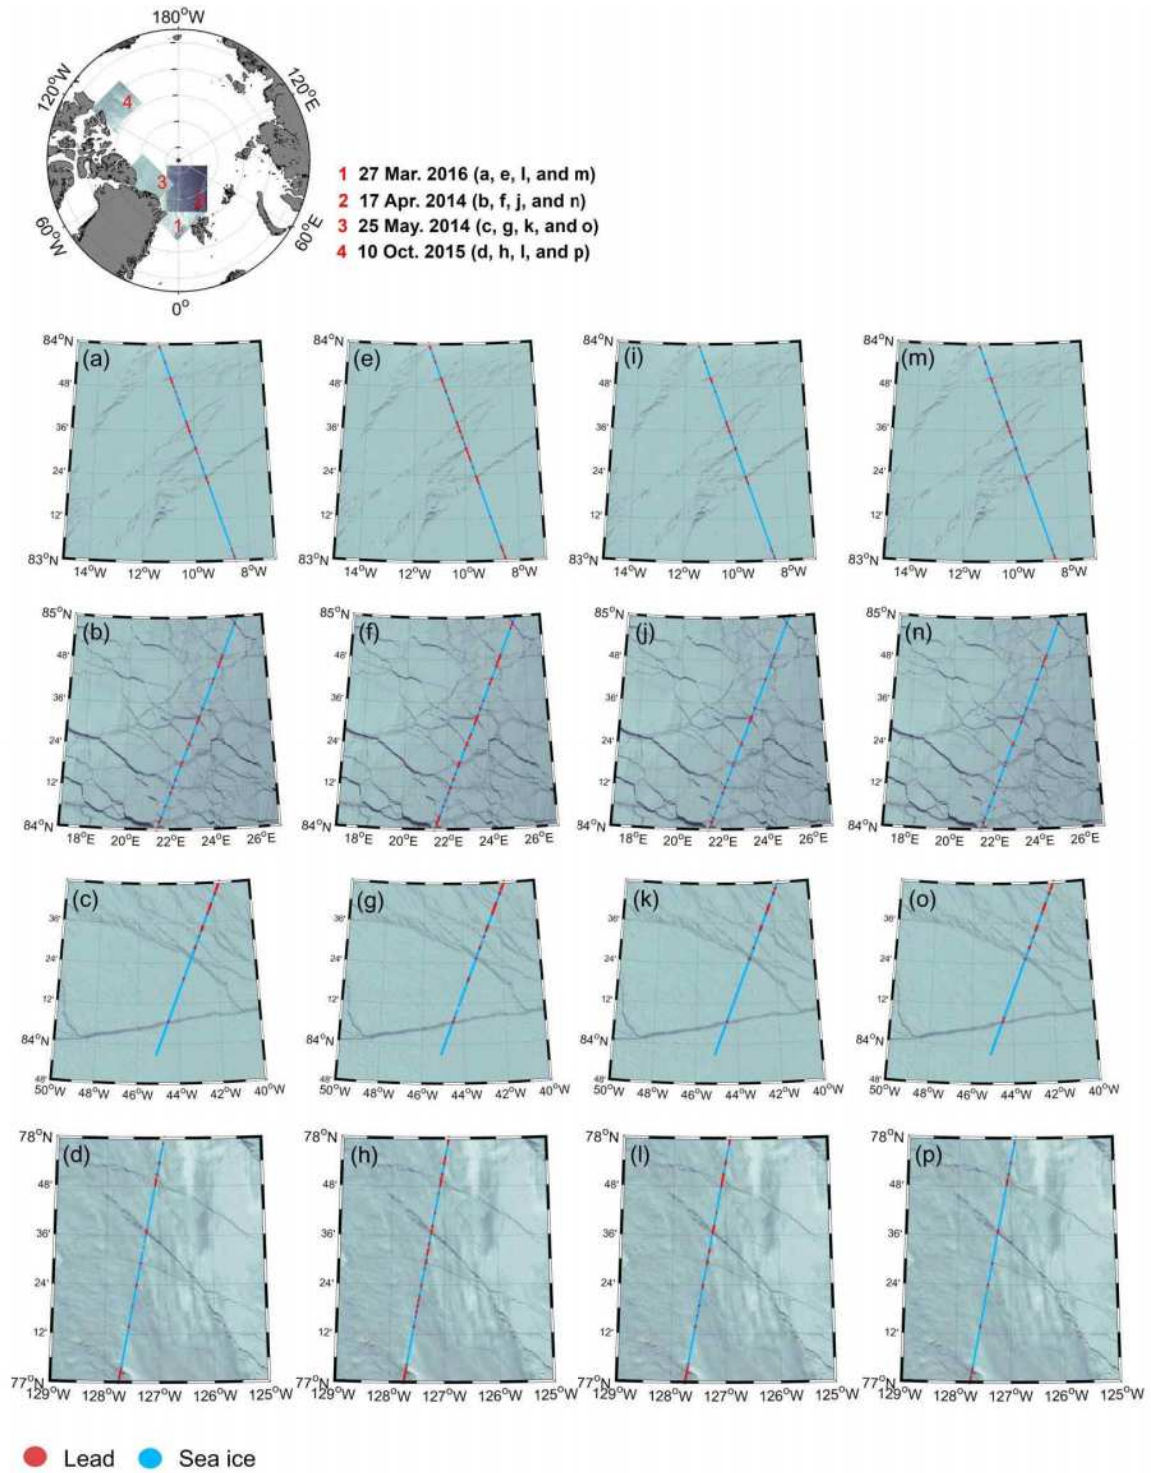 180°W
120°W
120°E
4
3
2
1
60°W
60°E
0°
1 27 Mar. 2016 (a, e, l, and m)
2 17 Apr. 2014 (b, f, j, and n)
3 25 May. 2014 (c, g, k, and o)
4 10 Oct. 2015 (d, h, l, and p)
84°N 84°N 84°N 84°N
(a) (e) (i) (m)
48' 48' 48' 48'
36' 36' 36' 36'
24' 24' 24' 24'
12' 12' 12' 12'
83°N 83°N 83°N 83°N
14°W 12°W 10°W 8°W 14°W 12°W 10°W 8°W 14°W 12°W 10°W 8°W 14°W 12°W 10°W 8°W
85°N 85°N 85°N 85°N
(b) (f) (j) (n)
48' 48' 48' 48'
36' 36' 36' 36'
24' 24' 24' 24'
12' 12' 12' 12'
84°N 84°N 84°N 84°N
18°E 20°E 22°E 24°E 26°E 18°E 20°E 22°E 24°E 26°E 18°E 20°E 22°E 24°E 26°E 18°E 20°E 22°E 24°E 26°E
(c) (g) (k) (o)
36' 36' 36' 36'
24' 24' 24' 24'
12' 12' 12' 12'
84°N 84°N 84°N 84°N
48' 48' 48' 48'
50°W 48°W 46°W 44°W 42°W 40°W 50°W 48°W 46°W 44°W 42°W 40°W 50°W 48°W 46°W 44°W 42°W 40°W 50°W 48°W 46°W 44°W 42°W 40°W
78°N 78°N 78°N 78°N
(d) (h) (l) (p)
48' 48' 48' 48'
36' 36' 36' 36'
24' 24' 24' 24'
12' 12' 12' 12'
77°N 77°N 77°N 77°N
129°W 128°W 127°W 126°W 125°W 129°W 128°W 127°W 126°W 125°W 129°W 128°W 127°W 126°W 125°W 129°W 128°W 127°W 126°W 125°W
Lead Sea ice